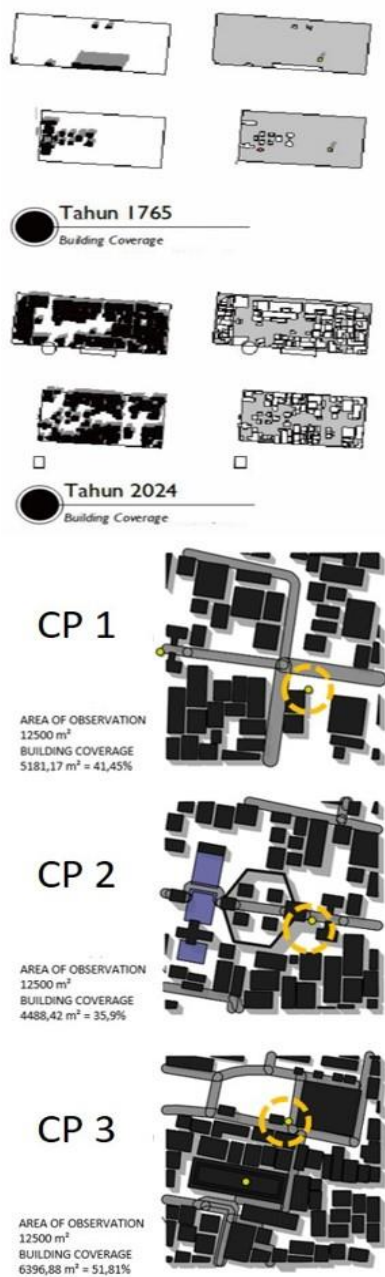 Tahun 1765
Building Coverage
Tahun 2024
Building Coverage
CP 1
AREA OF OBSERVATION
12500 m²
BUILDING COVERAGE
5181,17 m² = 41,45%
CP 2
AREA OF OBSERVATION
12500 m²
BUILDING COVERAGE
4488,42 m² = 35,9%
CP 3
AREA OF OBSERVATION
12500 m²
BUILDING COVERAGE
6396,88 m² = 51,81%